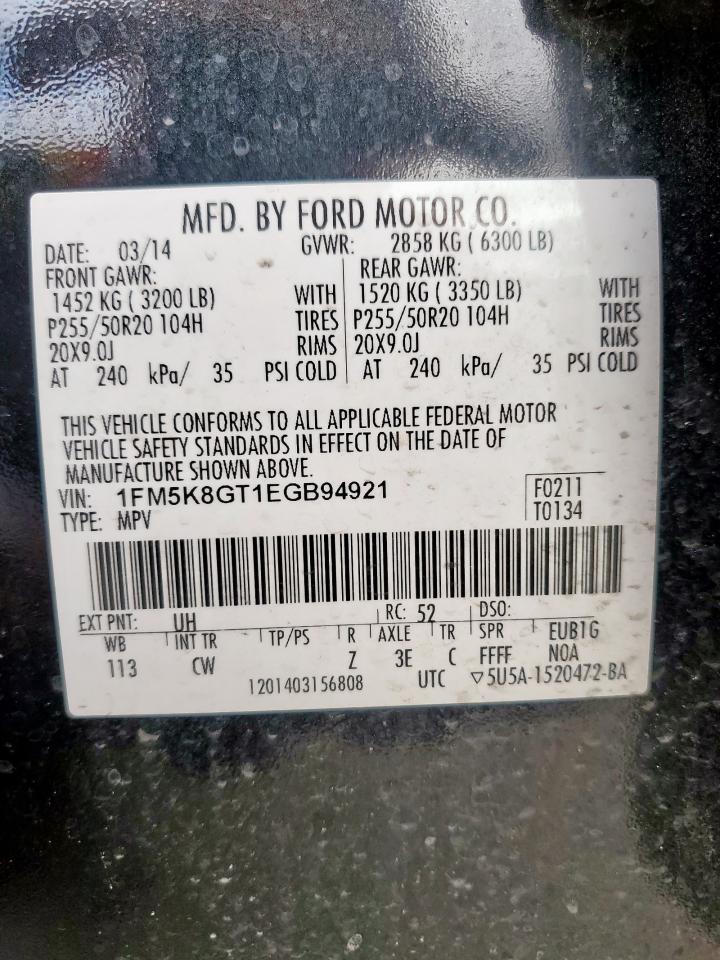 MFD. BY FORD MOTOR CO.
DATE: 03/14 GVWR: 2858 KG ( 6300 LB)
FRONT GAWR: REAR GAWR:
1452 KG ( 3200 LB) WITH 1520 KG ( 3350 LB) WITH
P255/50R20 104H TIRES P255/50R20 104H TIRES
20X9.0J RIMS 20X9.0J RIMS
AT 240 kPa/ 35 PSI COLD AT 240 kPa/ 35 PSI COLD
THIS VEHICLE CONFORMS TO ALL APPLICABLE FEDERAL MOTOR
VEHICLE SAFETY STANDARDS IN EFFECT ON THE DATE OF
MANUFACTURE SHOWN ABOVE.
VIN: 1FM5K8GT1EGB94921 F0211
TYPE: MPV T0134
EXT PNT: UH RC: 52 DSO:
WB INT TR TP/PS R AXLE TR SPR EUB1G
113 CW Z 3E C FFFF NOA
1201403156808 UTC ▽5U5A-1520472-BA